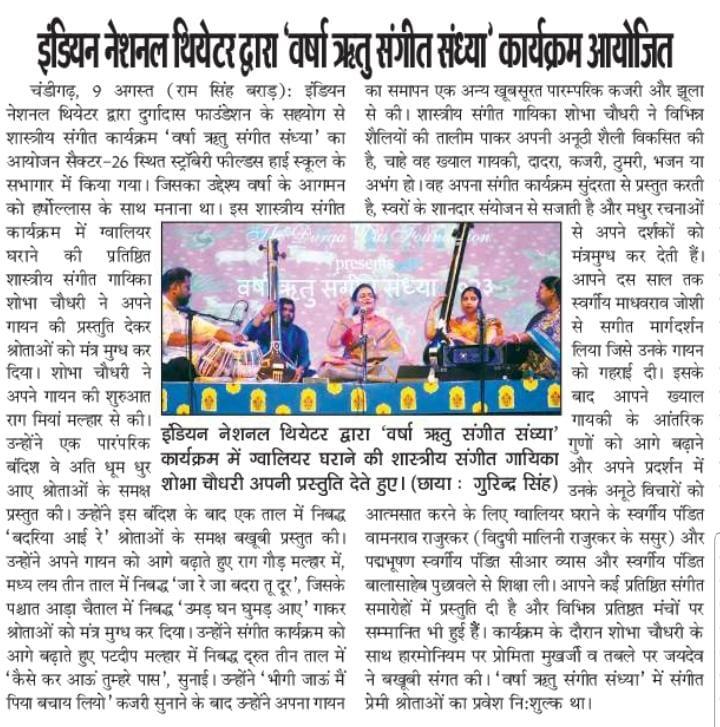 इंडियन नेशनल थियेटर द्वारा ‘वर्षा ऋतु संगीत संध्या’ कार्यक्रम आयोजित
चंडीगढ़, 9 अगस्त (राम सिंह बराड़): इंडियन
नेशनल थियेटर द्वारा दुर्गादास फाउंडेशन के सहयोग से
शास्त्रीय संगीत कार्यक्रम ‘वर्षा ऋतु संगीत संध्या’ का
आयोजन सैक्टर-26 स्थित स्ट्रॉबेरी फील्डस हाई स्कूल के
सभागार में किया गया। जिसका उद्देश्य वर्षा के आगमन
को हर्षोल्लास के साथ मनाना था। इस शास्त्रीय संगीत
कार्यक्रम में ग्वालियर
घराने की प्रतिष्ठित
शास्त्रीय संगीत गायिका
शोभा चौधरी ने अपने
गायन की प्रस्तुति देकर
श्रोताओं को मंत्र मुग्ध कर
दिया। शोभा चौधरी ने
अपने गायन की शुरुआत
राग मियां मल्हार से की।
उन्होंने एक पारंपरिक
बंदिश वे अति धूम धुर
आए श्रोताओं के समक्ष
प्रस्तुत की। उन्होंने इस बंदिश के बाद एक ताल में निबद्ध
‘बदरिया आई रे’ श्रोताओं के समक्ष बखूबी प्रस्तुत की।
उन्होंने अपने गायन को आगे बढ़ाते हुए राग गौड़ मल्हार में,
मध्य लय तीन ताल में निबद्ध ‘जा रे जा बदरा तू दूर’, जिसके
पश्चात आड़ा चैताल में निबद्ध ‘उमड़ घन घुमड़ आए’ गाकर
श्रोताओं को मंत्र मुग्ध कर दिया। उन्होंने संगीत कार्यक्रम को
आगे बढ़ाते हुए पटदीप मल्हार में निबद्ध द्रुत तीन ताल में
‘कैसे कर आऊं तुम्हरे पास’, सुनाई। उन्होंने ‘भीगी जाऊं मैं
पिया बचाय लियो’ कजरी सुनाने के बाद उन्होंने अपना गायन
का समापन एक अन्य खूबसूरत पारम्परिक कजरी और झूला
से की। शास्त्रीय संगीत गायिका शोभा चौधरी ने विभिन्न
शैलियों की तालीम पाकर अपनी अनूठी शैली विकसित की
है, चाहे वह ख्याल गायकी, दादरा, कजरी, ठुमरी, भजन या
अभंग हो। वह अपना संगीत कार्यक्रम सुंदरता से प्रस्तुत करती
है, स्वरों के शानदार संयोजन से सजाती है और मधुर रचनाओं
से अपने दर्शकों को
मंत्रमुग्ध कर देती हैं।
आपने दस साल तक
स्वर्गीय माधवराव जोशी
से सगीत मार्गदर्शन
लिया जिसे उनके गायन
को गहराई दी। इसके
बाद आपने ख्याल
गायकी के आंतरिक
गुणों को आगे बढ़ाने
और अपने प्रदर्शन में
उनके अनूठे विचारों को
आत्मसात करने के लिए ग्वालियर घराने के स्वर्गीय पंडित
वामनराव राजुरकर (विदुषी मालिनी राजुरकर के ससुर) और
पद्मभूषण स्वर्गीय पंडित सीआर व्यास और स्वर्गीय पंडित
बालासाहेब पुछावले से शिक्षा ली। आपने कई प्रतिष्ठित संगीत
समारोहों में प्रस्तुति दी है और विभिन्न प्रतिष्ठत मंचों पर
सम्मानित भी हुई हैं। कार्यक्रम के दौरान शोभा चौधरी के
साथ हारमोनियम पर प्रोमिता मुखर्जी व तबले पर जयदेव
ने बखूबी संगत की। ‘वर्षा ऋतु संगीत संध्या’ में संगीत
प्रेमी श्रोताओं का प्रवेश नि:शुल्क था।
Durga Das Foundation
presents
वर्षा ऋतु संगीत संध्या
इंडियन नेशनल थियेटर द्वारा ‘वर्षा ऋतु संगीत संध्या’
कार्यक्रम में ग्वालियर घराने की शास्त्रीय संगीत गायिका
शोभा चौधरी अपनी प्रस्तुति देते हुए। (छाया : गुरिन्द्र सिंह)